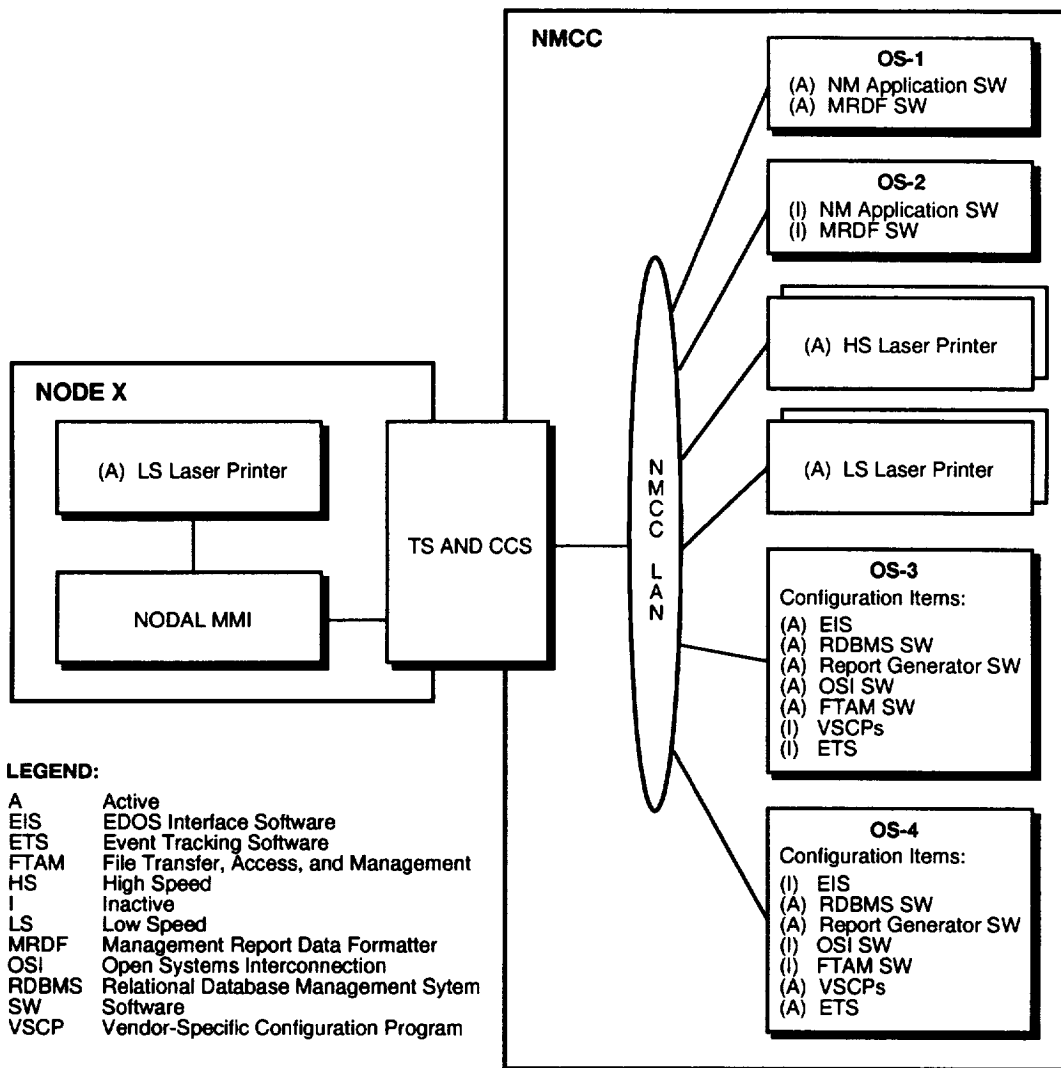 NMCC
OS-1
(A) NM Application SW
(A) MRDF SW
OS-2
(I) NM Application SW
(I) MRDF SW
(A) HS Laser Printer
(A) LS Laser Printer
NODE X
(A) LS Laser Printer
NODAL MMI
TS AND CCS
NMCC LAN
OS-3
Configuration Items:
(A) EIS
(A) RDBMS SW
(A) Report Generator SW
(A) OSI SW
(A) FTAM SW
(I) VSCPs
(I) ETS
OS-4
Configuration Items:
(I) EIS
(A) RDBMS SW
(A) Report Generator SW
(I) OSI SW
(I) FTAM SW
(A) VSCPs
(A) ETS
LEGEND:
A Active
EIS EDOS Interface Software
ETS Event Tracking Software
FTAM File Transfer, Access, and Management
HS High Speed
I Inactive
LS Low Speed
MRDF Management Report Data Formatter
OSI Open Systems Interconnection
RDBMS Relational Database Management Sytem
SW Software
VSCP Vendor-Specific Configuration Program